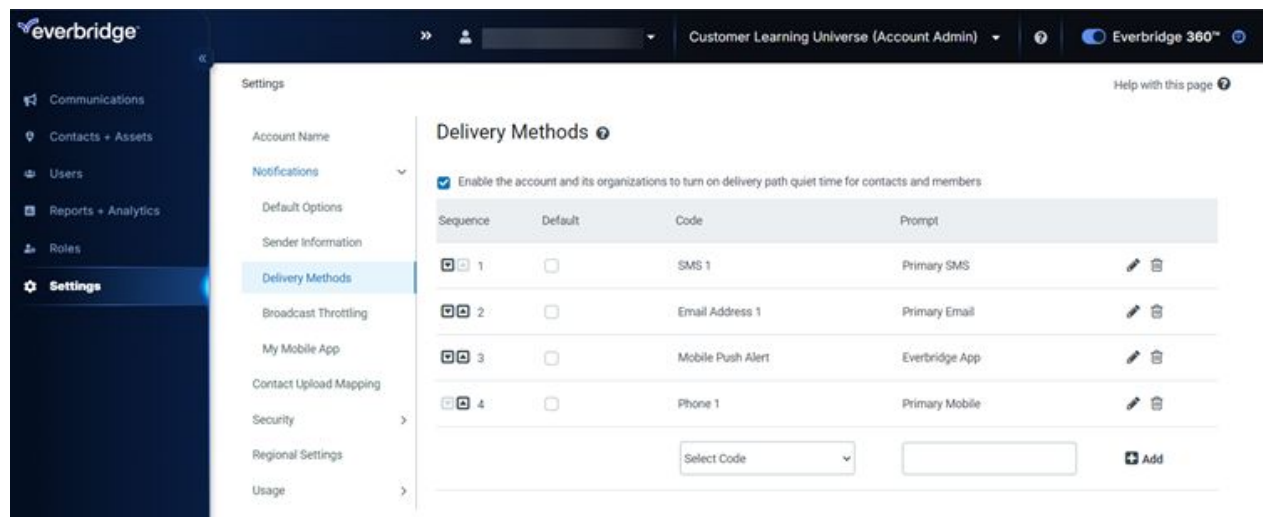 everbridge
»
Customer Learning Universe (Account Admin)
Everbridge 360™
«
Communications
Contacts + Assets
Users
Reports + Analytics
Roles
Settings
Settings
Help with this page
Account Name
Notifications
Default Options
Sender Information
Delivery Methods
Broadcast Throttling
My Mobile App
Contact Upload Mapping
Security
Regional Settings
Usage
Delivery Methods
Enable the account and its organizations to turn on delivery path quiet time for contacts and members
Sequence Default Code Prompt
1 SMS 1 Primary SMS
2 Email Address 1 Primary Email
3 Mobile Push Alert Everbridge App
4 Phone 1 Primary Mobile
Select Code Add